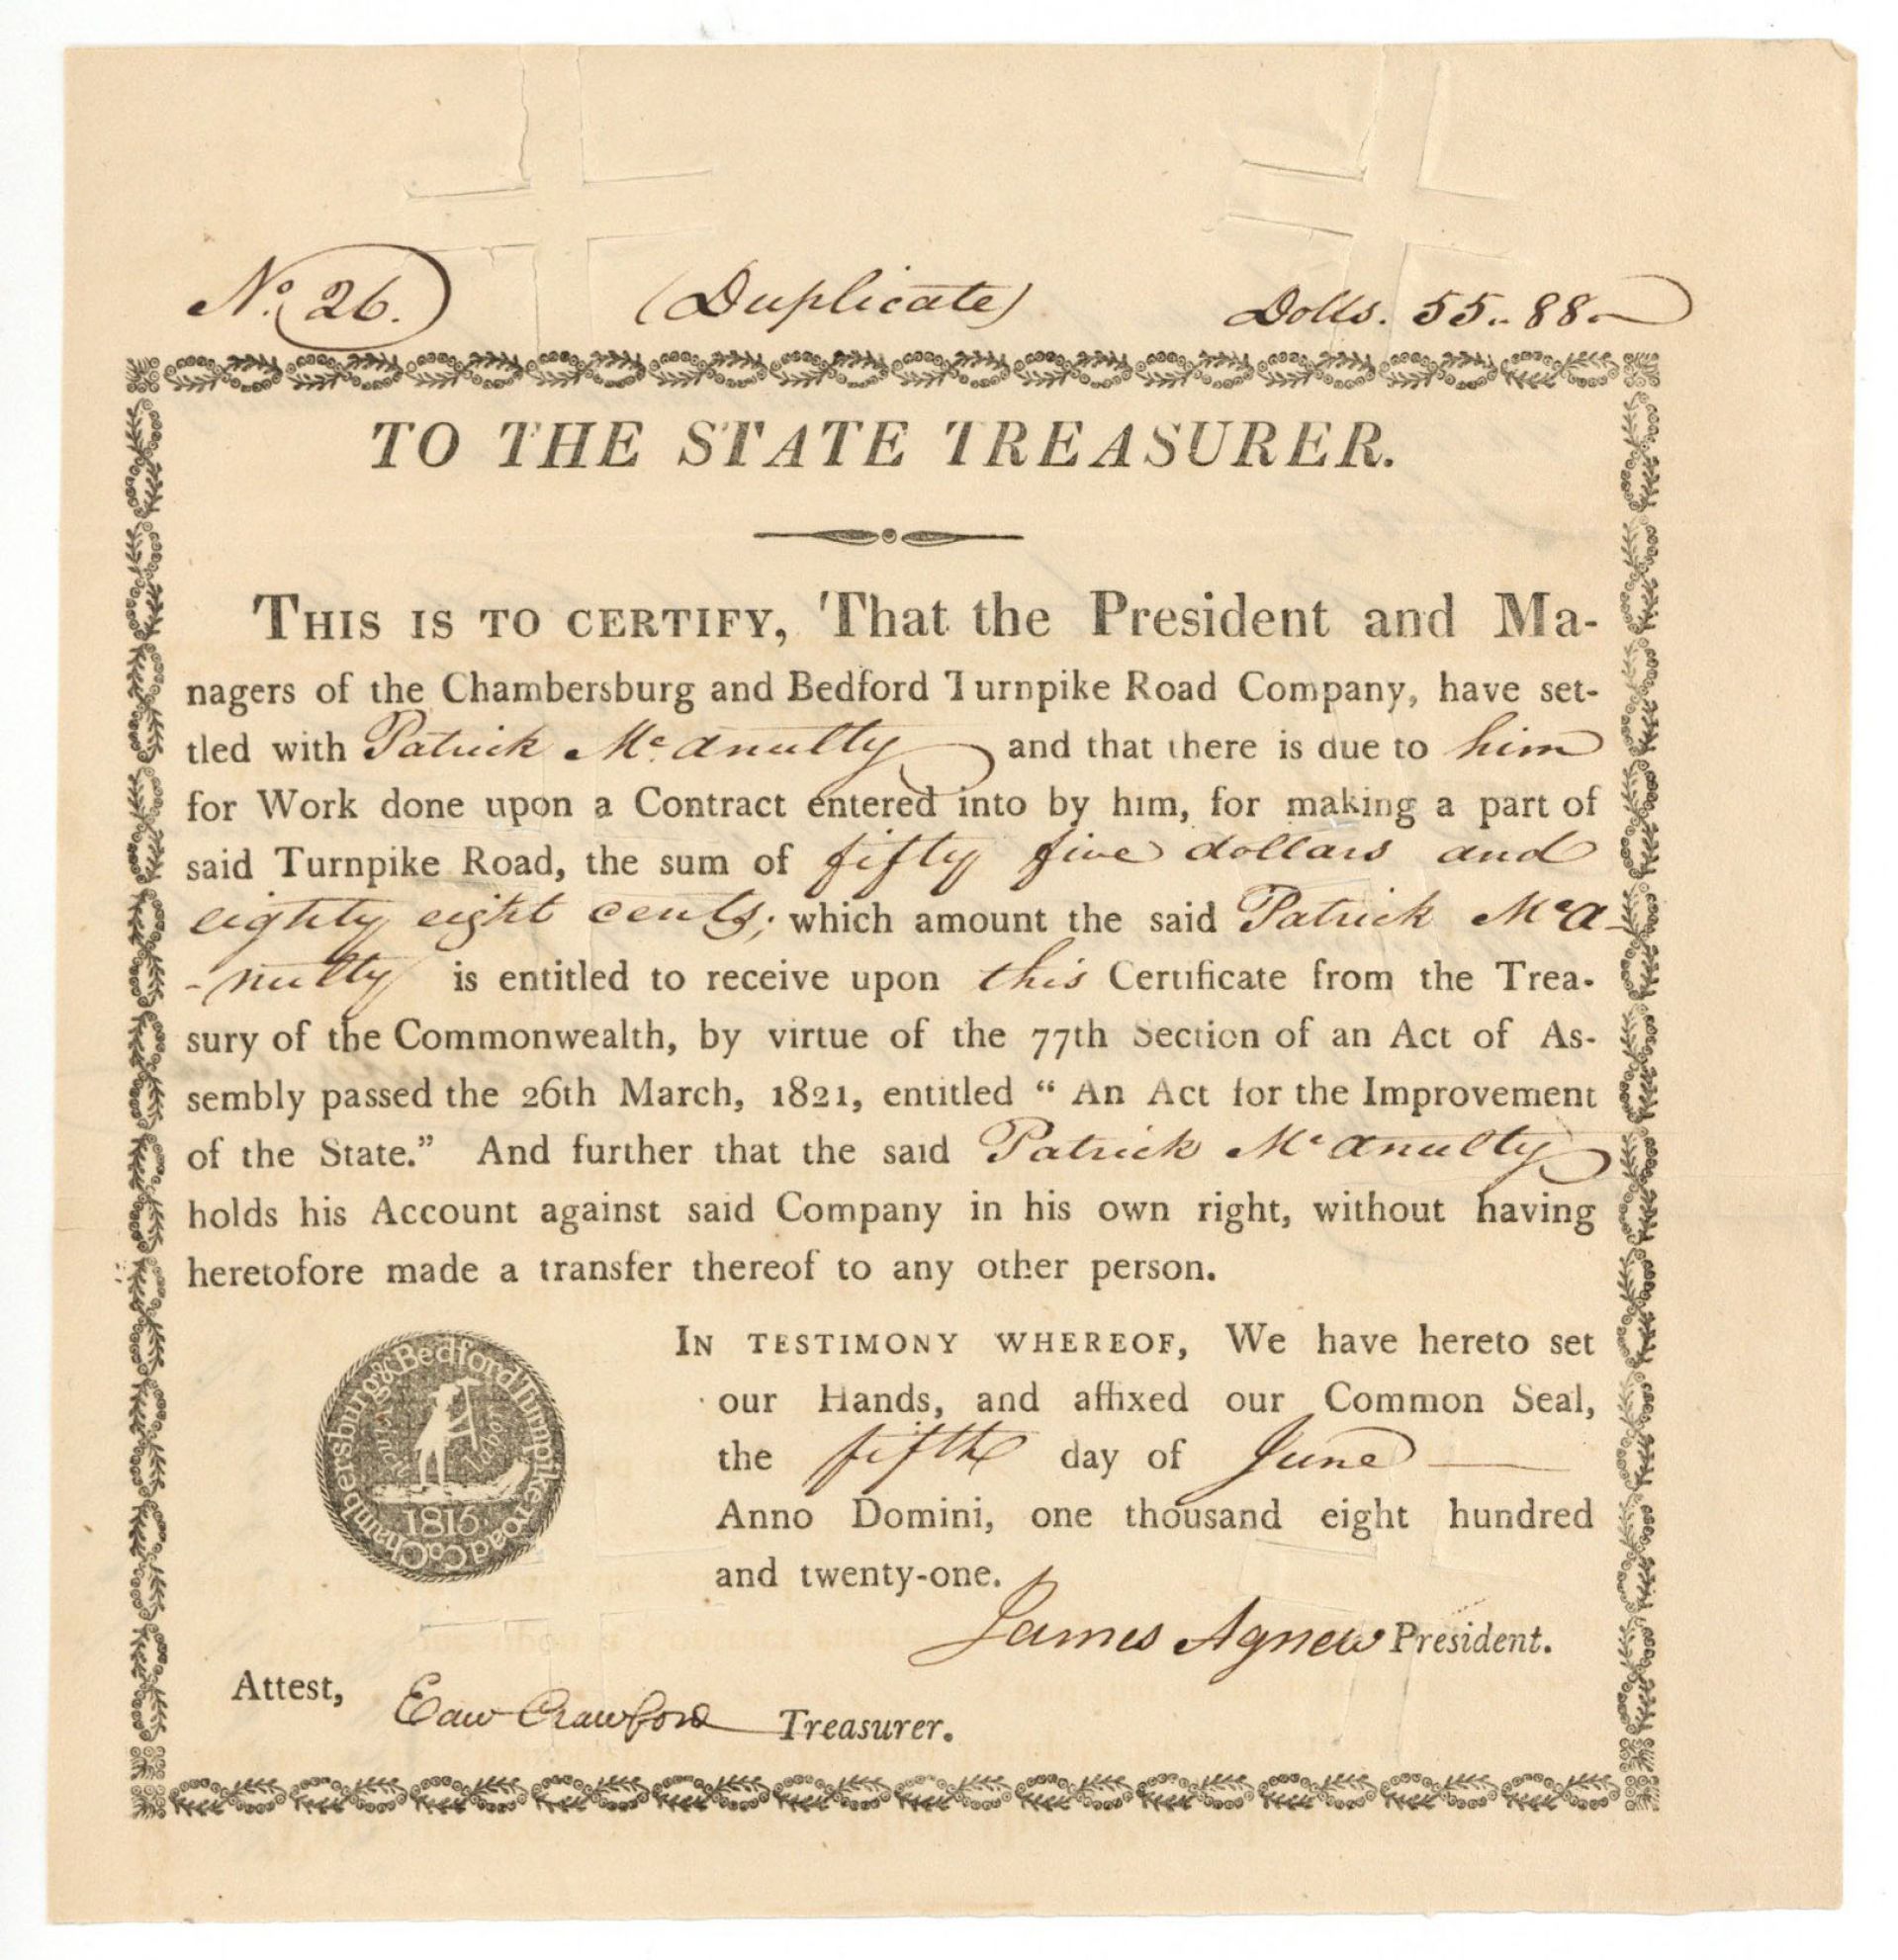 No. 26. (Duplicate) Dolls. 55..88.
TO THE STATE TREASURER.
THIS IS TO CERTIFY, That the President and Ma-
nagers of the Chambersburg and Bedford Turnpike Road Company, have set-
tled with Patrick McAnulty and that there is due to him
for Work done upon a Contract entered into by him, for making a part of
said Turnpike Road, the sum of fifty five dollars and
eighty eight cents; which amount the said Patrick McA-
-nulty is entitled to receive upon this Certificate from the Trea-
sury of the Commonwealth, by virtue of the 77th Section of an Act of As-
sembly passed the 26th March, 1821, entitled “ An Act for the Improvement
of the State.” And further that the said Patrick McAnulty
holds his Account against said Company in his own right, without having
heretofore made a transfer thereof to any other person.
IN TESTIMONY WHEREOF, We have hereto set
our Hands, and affixed our Common Seal,
the fifth day of June
Anno Domini, one thousand eight hundred
and twenty-one.
Chambersburg & Bedford Turnpike road Co
1815
James Agnew President.
Attest, Edw Crawford Treasurer.